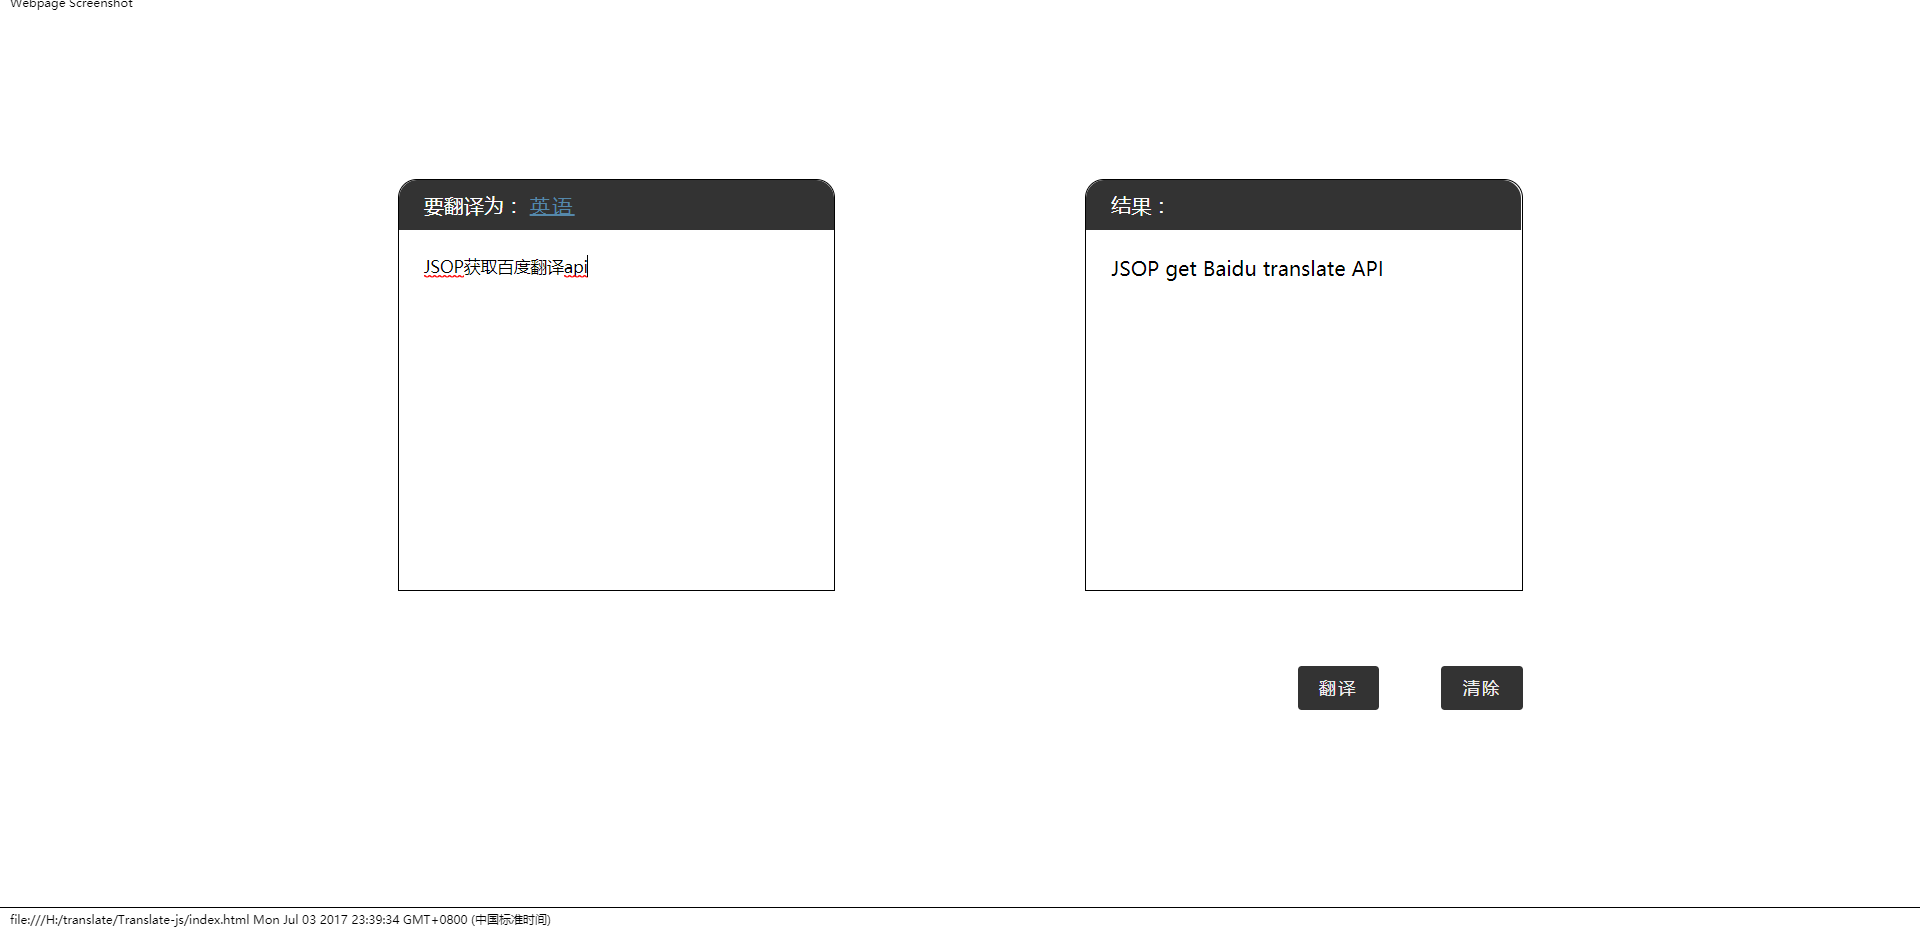 Webpage Screenshot
要翻译为： 英语
JSOP获取百度翻译api
结果：
JSOP get Baidu translate API
翻译
清除
file:///H:/translate/Translate-js/index.html Mon Jul 03 2017 23:39:34 GMT+0800 (中国标准时间)